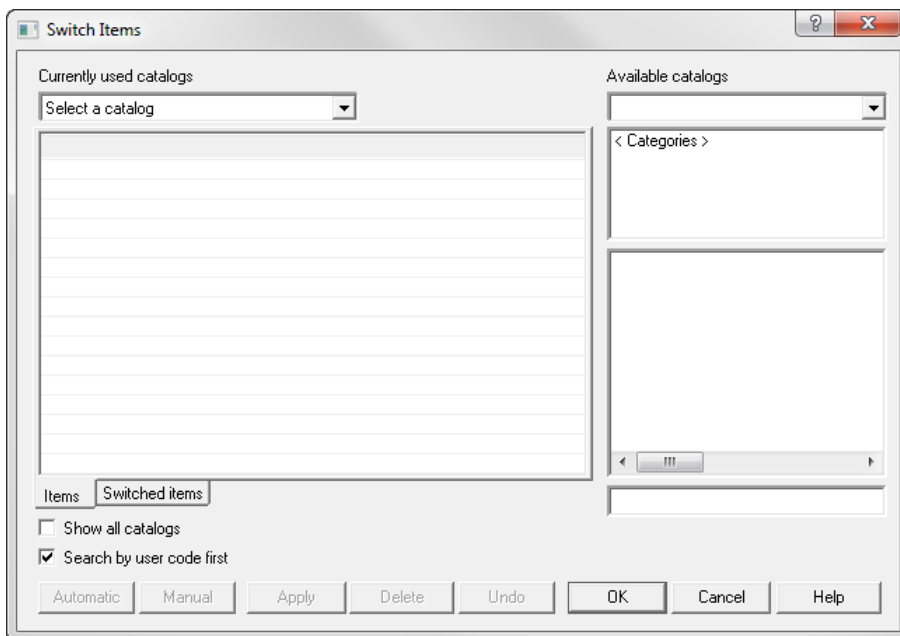 Switch Items
Currently used catalogs
Available catalogs
Select a catalog
< Categories >
Items
Switched items
Show all catalogs
Search by user code first
Automatic
Manual
Apply
Delete
Undo
OK
Cancel
Help